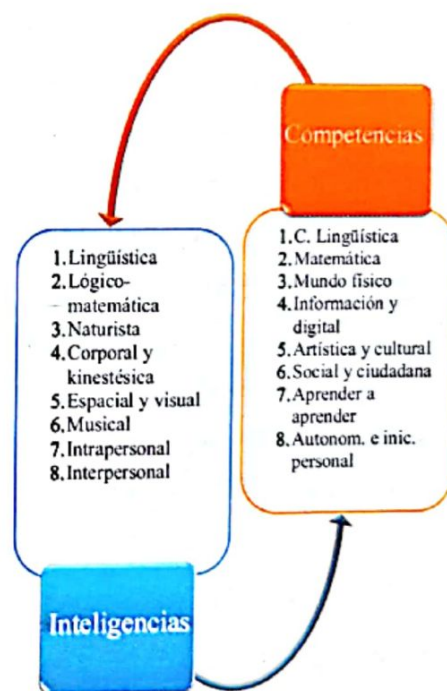 Competencias
1. C. Lingüística
2. Matemática
3. Mundo físico
4. Información y
digital
5. Artística y cultural
6. Social y ciudadana
7. Aprender a
aprender
8. Autonom. e inic.
personal
1. Lingüística
2. Lógico-
matemática
3. Naturista
4. Corporal y
kinestésica
5. Espacial y visual
6. Musical
7. Intrapersonal
8. Interpersonal
Inteligencias